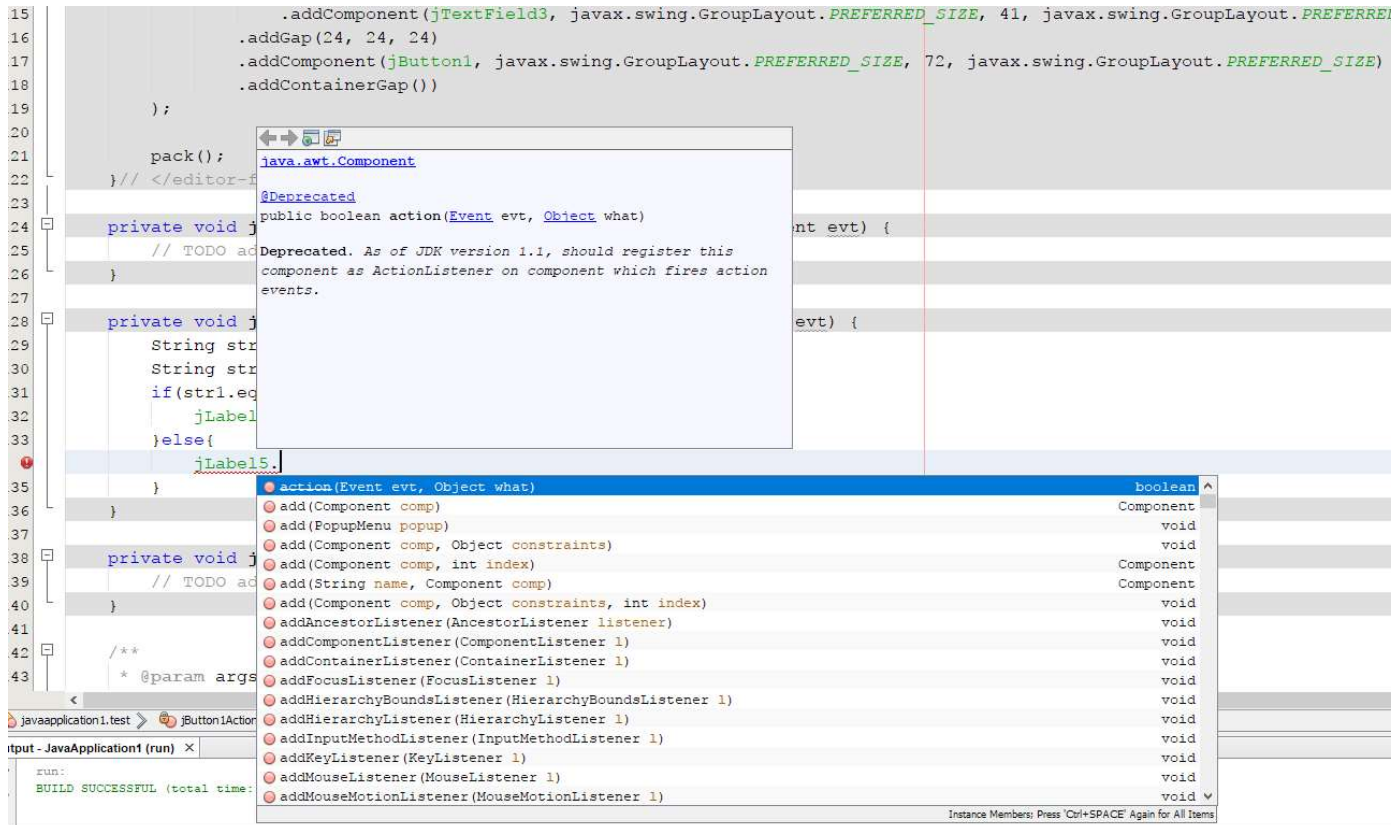 15 .addComponent(jTextField3, javax.swing.GroupLayout.PREFERRED_SIZE, 41, javax.swing.GroupLayout.PREFERRE
16 .addGap(24, 24, 24)
17 .addComponent(jButton1, javax.swing.GroupLayout.PREFERRED_SIZE, 72, javax.swing.GroupLayout.PREFERRED_SIZE)
18 .addContainerGap())
19 );
20
21 pack();
22 }// </editor-f
23
24 private void j nt evt) {
25 // TODO ad
26 }
27
28 private void j evt) {
29 String str
30 String str
31 if(str1.eq
32 jLabel
33 }else{
jLabel5.
35 }
36 }
37
38 private void j
39 // TODO ad
40 }
41
42 /**
43 * @param args
java.awt.Component
@Deprecated
public boolean action(Event evt, Object what)
Deprecated. As of JDK version 1.1, should register this
component as ActionListener on component which fires action
events.
action(Event evt, Object what) boolean
add(Component comp) Component
add(PopupMenu popup) void
add(Component comp, Object constraints) void
add(Component comp, int index) Component
add(String name, Component comp) Component
add(Component comp, Object constraints, int index) void
addAncestorListener(AncestorListener listener) void
addComponentListener(ComponentListener l) void
addContainerListener(ContainerListener l) void
addFocusListener(FocusListener l) void
addHierarchyBoundsListener(HierarchyBoundsListener l) void
addHierarchyListener(HierarchyListener l) void
addInputMethodListener(InputMethodListener l) void
addKeyListener(KeyListener l) void
addMouseListener(MouseListener l) void
addMouseMotionListener(MouseMotionListener l) void
Instance Members; Press 'Ctrl+SPACE' Again for All Items
javaapplication1.test jButton1Action
utput - JavaApplication1 (run) ×
run:
BUILD SUCCESSFUL (total time: